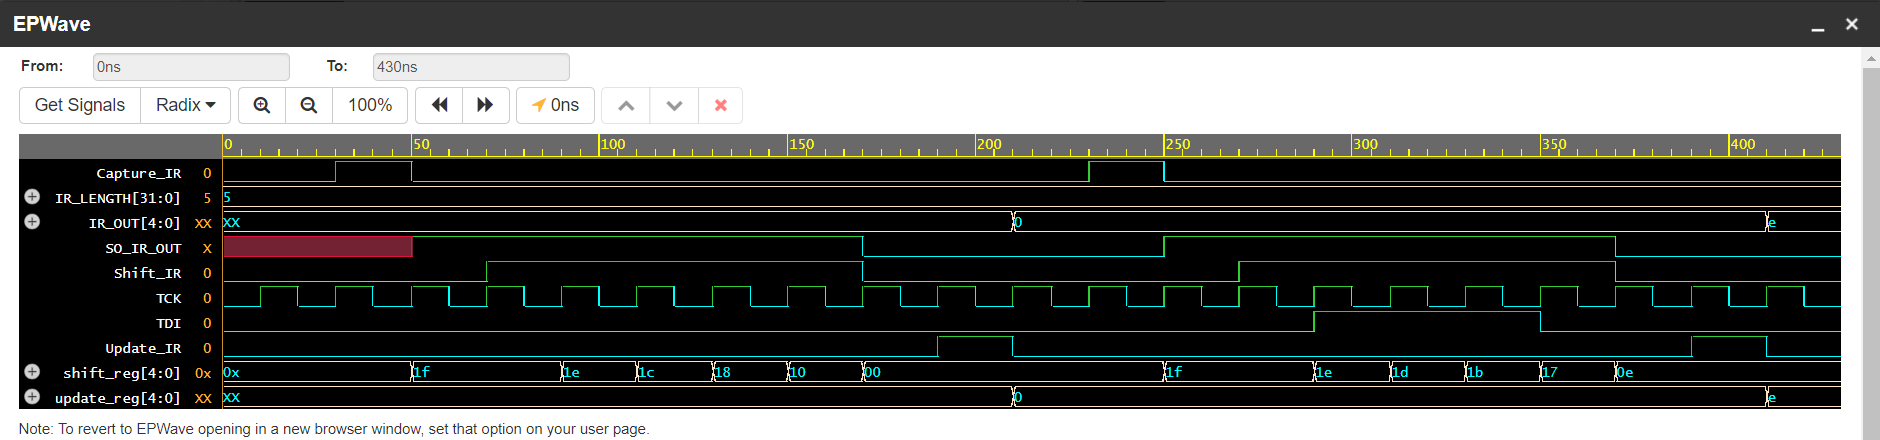 EPWave
From: 0ns To: 430ns
Get Signals Radix 100% 0ns
0 50 100 150 200 250 300 350 400
Capture_IR 0
IR_LENGTH[31:0] 5 5
IR_OUT[4:0] XX XX 0 e
SO_IR_OUT X
Shift_IR 0
TCK 0
TDI 0
Update_IR 0
shift_reg[4:0] 0x 0x 1f 1e 1c 18 10 00 1f 1e 1d 1b 17 0e
update_reg[4:0] XX XX 0 e
Note: To revert to EPWave opening in a new browser window, set that option on your user page.